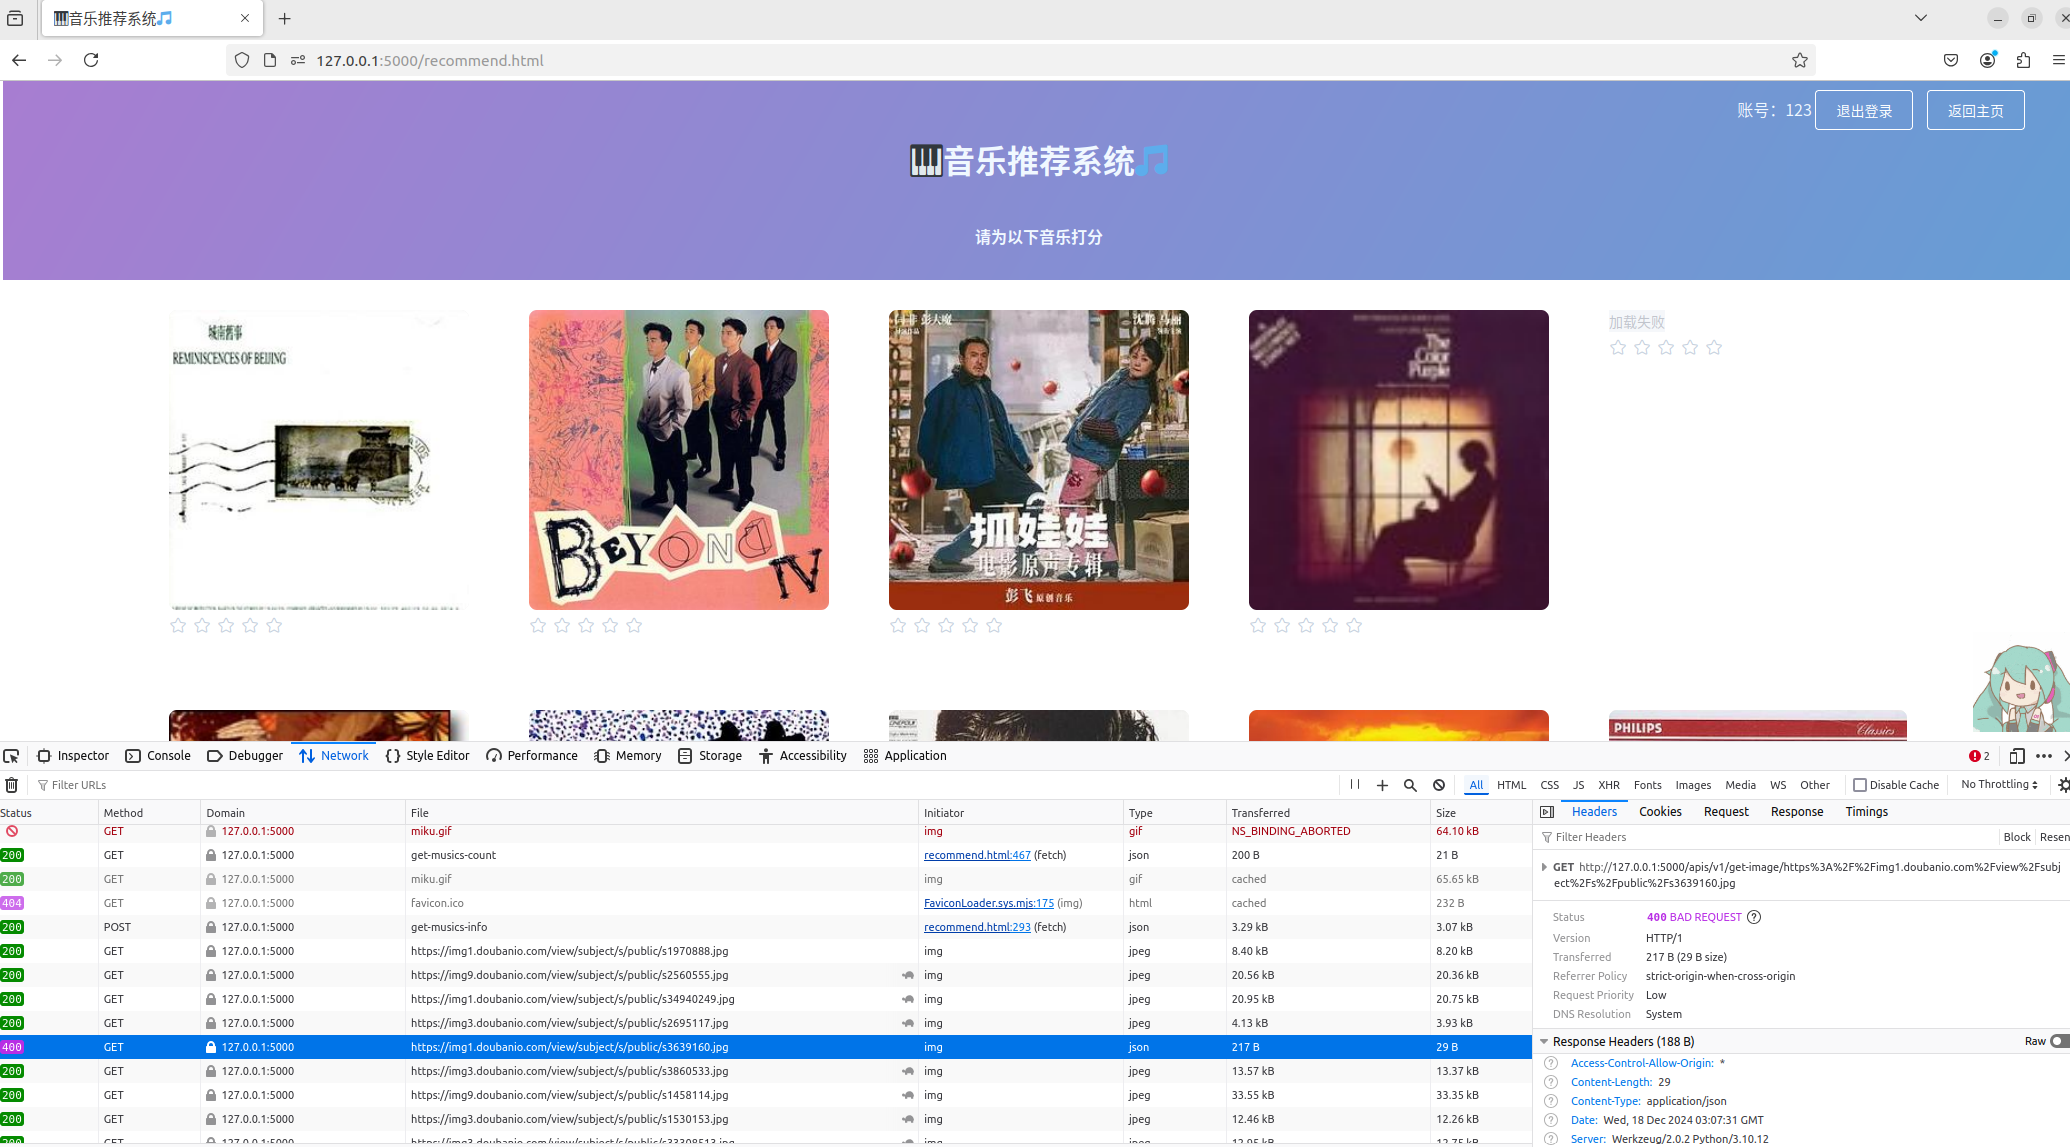 🎹音乐推荐系统🎵
127.0.0.1:5000/recommend.html
账号：123 退出登录 返回主页
🎹音乐推荐系统🎵
请为以下音乐打分
城南舊事
REMINISCENCES OF BEIJING
BEYOND IV
抓娃娃
电影原声专辑
彭飞 原创音乐
The Color Purple
加载失败
PHILIPS Classics
Inspector Console Debugger Network Style Editor Performance Memory Storage Accessibility Application 2
Filter URLs All HTML CSS JS XHR Fonts Images Media WS Other Disable Cache No Throttling
Status Method Domain File Initiator Type Transferred Size
GET 127.0.0.1:5000 miku.gif img gif NS_BINDING_ABORTED 64.10 kB
200 GET 127.0.0.1:5000 get-musics-count recommend.html:467 (fetch) json 200 B 21 B
200 GET 127.0.0.1:5000 miku.gif img gif cached 65.65 kB
404 GET 127.0.0.1:5000 favicon.ico FaviconLoader.sys.mjs:175 (img) html cached 232 B
200 POST 127.0.0.1:5000 get-musics-info recommend.html:293 (fetch) json 3.29 kB 3.07 kB
200 GET 127.0.0.1:5000 https://img1.doubanio.com/view/subject/s/public/s1970888.jpg img jpeg 8.40 kB 8.20 kB
200 GET 127.0.0.1:5000 https://img9.doubanio.com/view/subject/s/public/s2560555.jpg img jpeg 20.56 kB 20.36 kB
200 GET 127.0.0.1:5000 https://img1.doubanio.com/view/subject/s/public/s34940249.jpg img jpeg 20.95 kB 20.75 kB
200 GET 127.0.0.1:5000 https://img3.doubanio.com/view/subject/s/public/s2695117.jpg img jpeg 4.13 kB 3.93 kB
400 GET 127.0.0.1:5000 https://img1.doubanio.com/view/subject/s/public/s3639160.jpg img json 217 B 29 B
200 GET 127.0.0.1:5000 https://img3.doubanio.com/view/subject/s/public/s3860533.jpg img jpeg 13.57 kB 13.37 kB
200 GET 127.0.0.1:5000 https://img9.doubanio.com/view/subject/s/public/s1458114.jpg img jpeg 33.55 kB 33.35 kB
200 GET 127.0.0.1:5000 https://img3.doubanio.com/view/subject/s/public/s1530153.jpg img jpeg 12.46 kB 12.26 kB
Headers Cookies Request Response Timings
Filter Headers Block Resen
GET http://127.0.0.1:5000/apis/v1/get-image/https%3A%2F%2Fimg1.doubanio.com%2Fview%2Fsubj
ect%2Fs%2Fpublic%2Fs3639160.jpg
Status 400 BAD REQUEST
Version HTTP/1
Transferred 217 B (29 B size)
Referrer Policy strict-origin-when-cross-origin
Request Priority Low
DNS Resolution System
Response Headers (188 B) Raw
Access-Control-Allow-Origin: *
Content-Length: 29
Content-Type: application/json
Date: Wed, 18 Dec 2024 03:07:31 GMT
Server: Werkzeug/2.0.2 Python/3.10.12